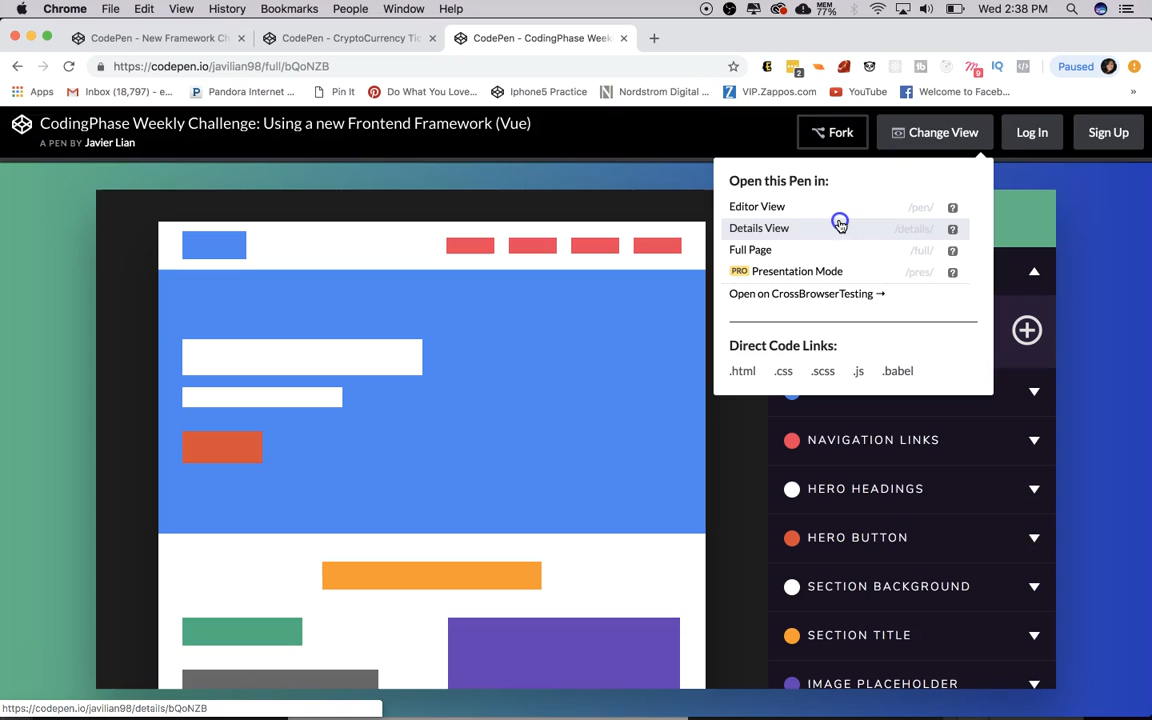 Chrome File Edit View History Bookmarks People Window Help MEM 77% Wed 2:38 PM
CodePen - New Framework Ch × CodePen - CryptoCurrency Tic × CodePen - CodingPhase Week × +
https://codepen.io/javilian98/full/bQoNZB 2 9 IQ Paused
Apps Inbox (18,797) – e... Pandora Internet ... Pin It Do What You Love... Iphone5 Practice Nordstrom Digital ... VIP.Zappos.com YouTube Welcome to Faceb... »
CodingPhase Weekly Challenge: Using a new Frontend Framework (Vue)
A PEN BY Javier Lian
Fork Change View Log In Sign Up
Open this Pen in:
Editor View /pen/ ?
Details View /details/ ?
Full Page /full/ ?
PRO Presentation Mode /pres/ ?
Open on CrossBrowserTesting →
Direct Code Links:
.html .css .scss .js .babel
NAVIGATION LINKS
HERO HEADINGS
HERO BUTTON
SECTION BACKGROUND
SECTION TITLE
IMAGE PLACEHOLDER
https://codepen.io/javilian98/details/bQoNZB